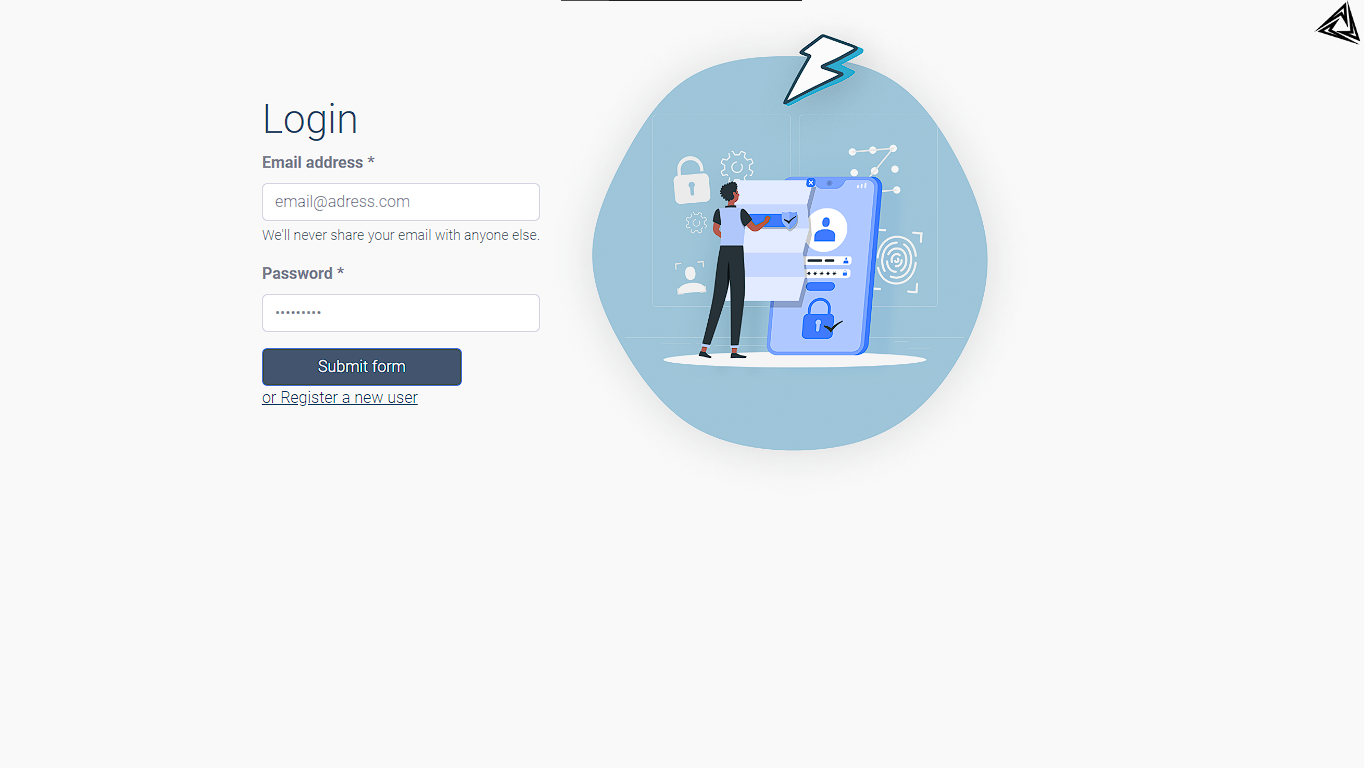 Login
Email address *
email@adress.com
We'll never share your email with anyone else.
Password *
•••••••••
Submit form
or Register a new user